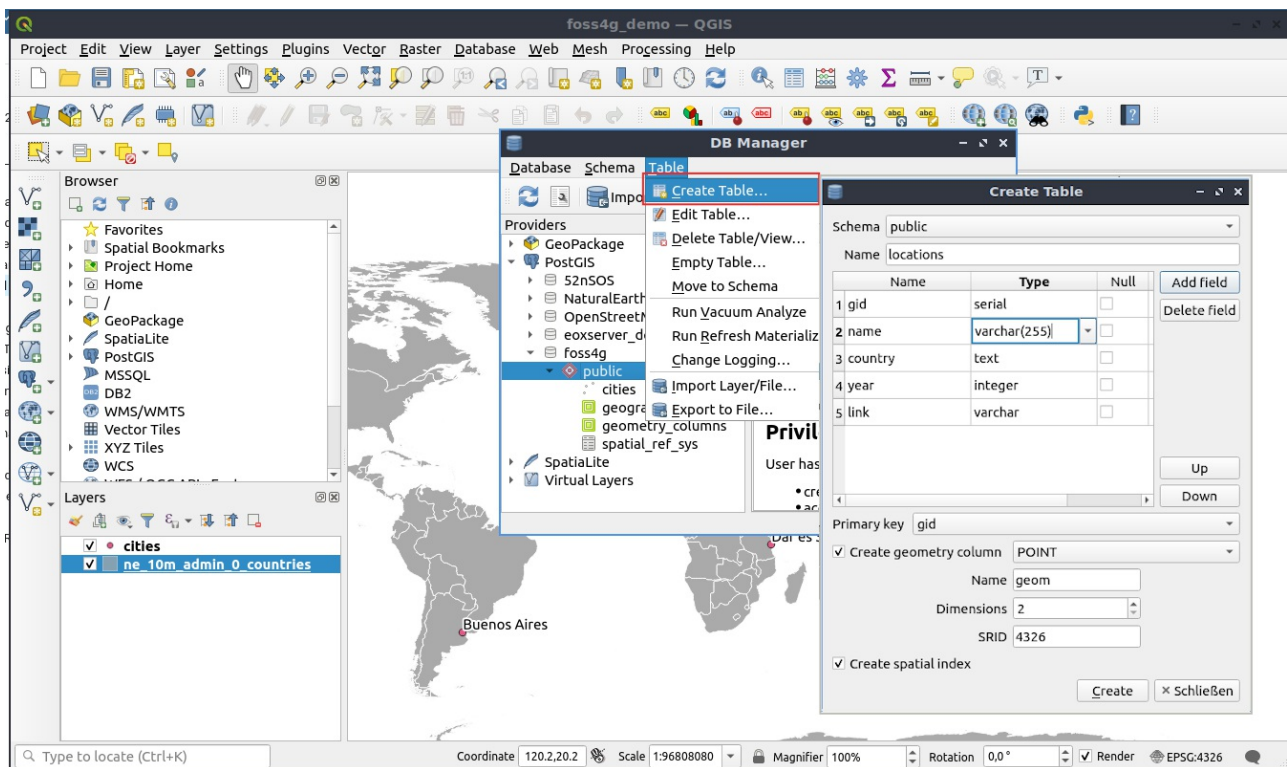 foss4g_demo — QGIS
Project Edit View Layer Settings Plugins Vector Raster Database Web Mesh Processing Help
DB Manager
Database Schema Table
Impo
Create Table...
Edit Table...
Delete Table/View...
Empty Table...
Move to Schema
Run Vacuum Analyze
Run Refresh Materializ
Change Logging...
Import Layer/File...
Export to File...
Providers
GeoPackage
PostGIS
52nSOS
NaturalEarth
OpenStreet
eoxserver_d
foss4g
public
cities
geogra
geometry_columns
spatial_ref_sys
SpatiaLite
Virtual Layers
Privil
User has
• cre
Create Table
Schema public
Name locations
Name Type Null
1 gid serial
2 name varchar(255)
3 country text
4 year integer
5 link varchar
Add field
Delete field
Up
Down
Primary key gid
Create geometry column POINT
Name geom
Dimensions 2
SRID 4326
Create spatial index
Create × Schließen
Browser
Favorites
Spatial Bookmarks
Project Home
Home
/
GeoPackage
SpatiaLite
PostGIS
MSSQL
DB2
WMS/WMTS
Vector Tiles
XYZ Tiles
WCS
Layers
cities
ne_10m_admin_0_countries
Buenos Aires
Type to locate (Ctrl+K)
Coordinate 120.2,20.2 Scale 1:96808080 Magnifier 100% Rotation 0,0 ° Render EPSG:4326